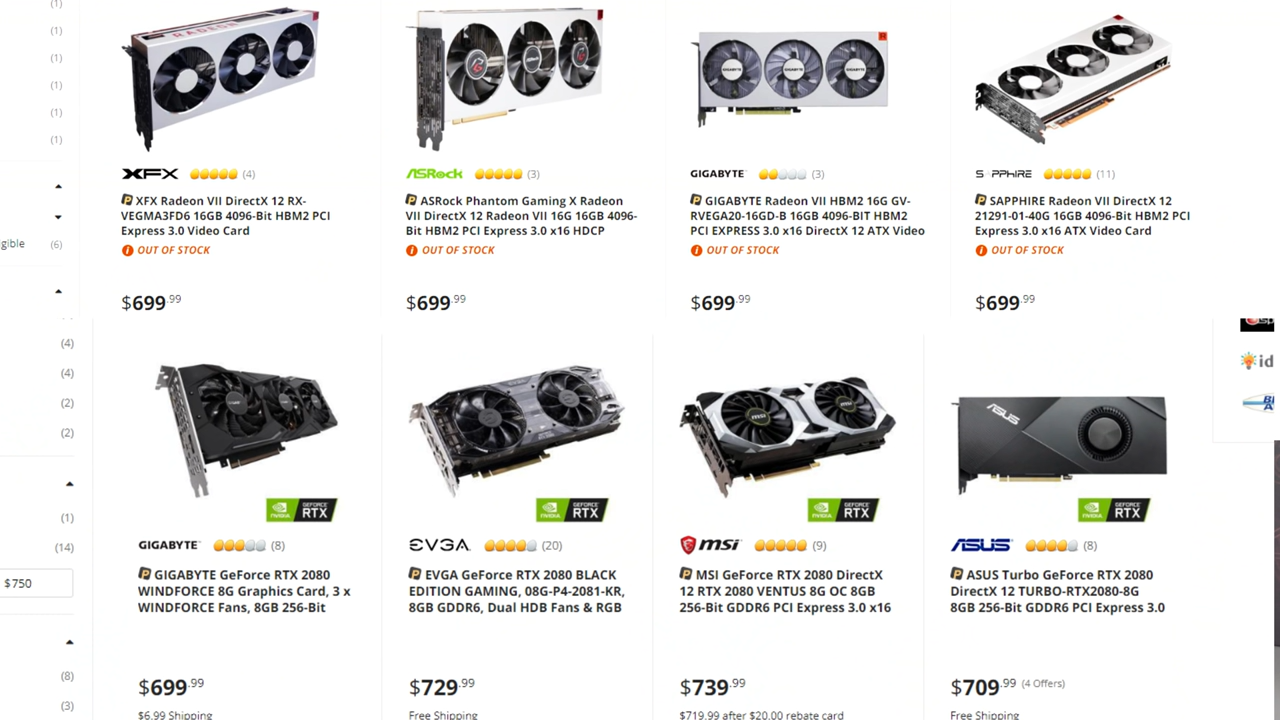 (1)
(1)
(1)
(1)
(1)
(1)
RADEON
GIGABYTE GIGABYTE GIGABYTE
XFX (4)
ASRock (3)
GIGABYTE (3)
SAPPHIRE (11)
XFX Radeon VII DirectX 12 RX-
VEGMA3FD6 16GB 4096-Bit HBM2 PCI
Express 3.0 Video Card
OUT OF STOCK
$699.99
ASRock Phantom Gaming X Radeon
VII DirectX 12 Radeon VII 16G 16GB 4096-
Bit HBM2 PCI Express 3.0 x16 HDCP
OUT OF STOCK
$699.99
GIGABYTE Radeon VII HBM2 16G GV-
RVEGA20-16GD-B 16GB 4096-BIT HBM2
PCI EXPRESS 3.0 x16 DirectX 12 ATX Video
OUT OF STOCK
$699.99
SAPPHIRE Radeon VII DirectX 12
21291-01-40G 16GB 4096-Bit HBM2 PCI
Express 3.0 x16 ATX Video Card
OUT OF STOCK
$699.99
gible (6)
(4)
(4)
(2)
(2)
(1)
(14)
$750
(8)
(3)
NVIDIA GEFORCE RTX
GIGABYTE (8)
GIGABYTE GeForce RTX 2080
WINDFORCE 8G Graphics Card, 3 x
WINDFORCE Fans, 8GB 256-Bit
$699.99
$6.99 Shipping
NVIDIA GEFORCE RTX
EVGA (20)
EVGA GeForce RTX 2080 BLACK
EDITION GAMING, 08G-P4-2081-KR,
8GB GDDR6, Dual HDB Fans & RGB
$729.99
Free Shipping
msi
msi
NVIDIA GEFORCE RTX
msi (9)
MSI GeForce RTX 2080 DirectX
12 RTX 2080 VENTUS 8G OC 8GB
256-Bit GDDR6 PCI Express 3.0 x16
$739.99
$719.99 after $20.00 rebate card
ASUS
NVIDIA GEFORCE RTX
ASUS (8)
ASUS Turbo GeForce RTX 2080
DirectX 12 TURBO-RTX2080-8G
8GB 256-Bit GDDR6 PCI Express 3.0
$709.99 (4 Offers)
Free Shipping
id